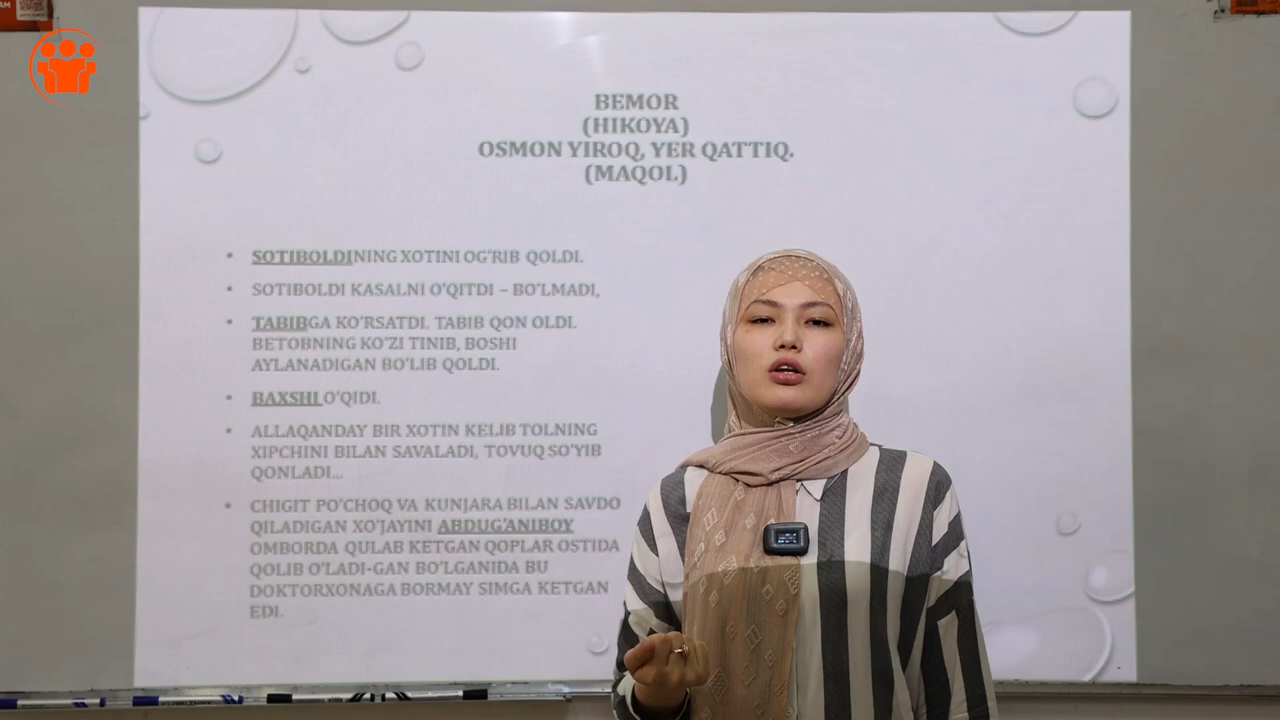 BEMOR
(HIKOYA)
OSMON YIROQ, YER QATTIQ.
(MAQOL)
• SOTIBOLDINING XOTINI OG'RIB QOLDI.
• SOTIBOLDI KASALNI O'QITDI – BO'LMADI,
• TABIBGA KO'RSATDI. TABIB QON OLDI.
BETOBNING KO'ZI TINIB, BOSHI
AYLANADIGAN BO'LIB QOLDI.
• BAXSHI O'QIDI.
• ALLAQANDAY BIR XOTIN KELIB TOLNING
XIPCHINI BILAN SAVALADI, TOVUQ SO'YIB
QONLADI...
• CHIGIT PO'CHOQ VA KUNJARA BILAN SAVDO
QILADIGAN XO'JAYINI ABDUG'ANIBOY
OMBORDA QULAB KETGAN QOPLAR OSTIDA
QOLIB O'LADI-GAN BO'LGANIDA BU
DOKTORXONAGA BORMAY SIMGA KETGAN
EDI.